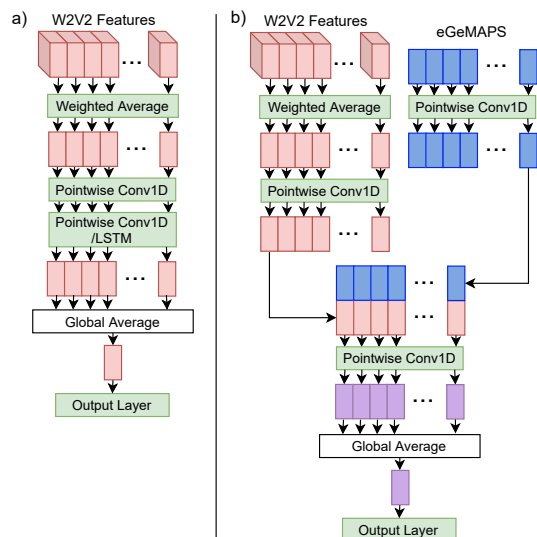 a)
W2V2 Features
...
Weighted Average
...
Pointwise Conv1D
Pointwise Conv1D
/LSTM
...
Global Average
Output Layer
b)
W2V2 Features
...
Weighted Average
...
Pointwise Conv1D
...
eGeMAPS
...
Pointwise Conv1D
...
...
...
Pointwise Conv1D
...
Global Average
Output Layer